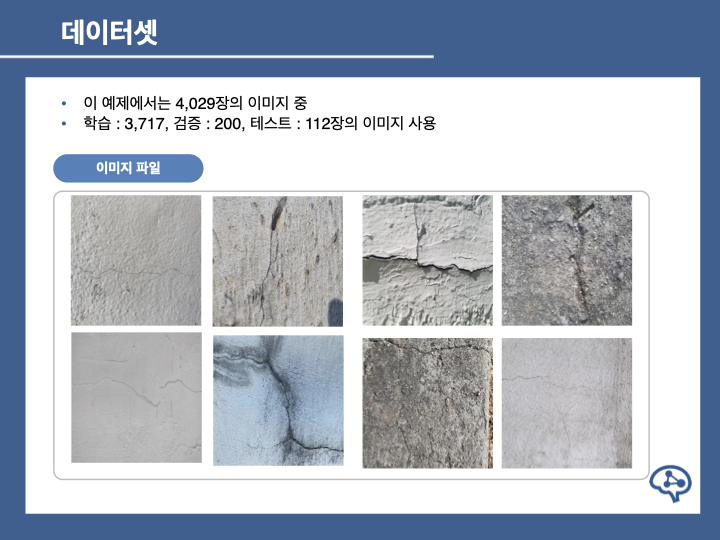 데이터셋
• 이 예제에서는 4,029장의 이미지 중
• 학습 : 3,717, 검증 : 200, 테스트 : 112장의 이미지 사용
이미지 파일